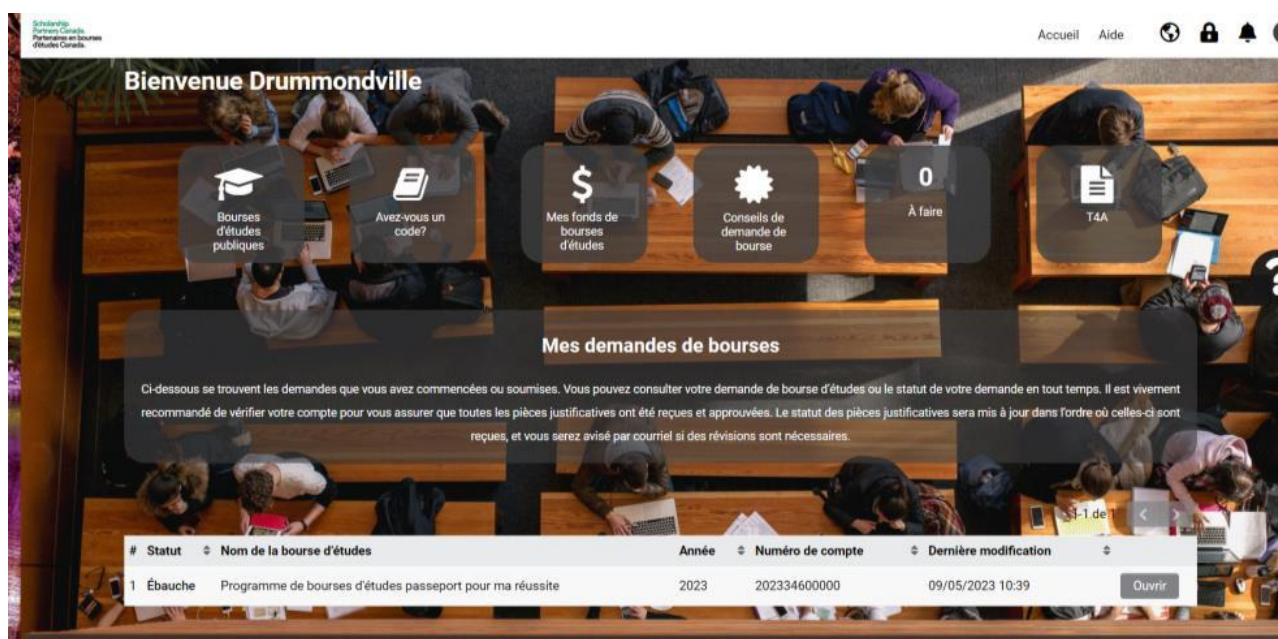 Scholarship
Partners Canada.
Partenaires en bourses
d'études Canada.
Accueil Aide
Bienvenue Drummondville
Bourses
d'études
publiques
Avez-vous un
code?
$
Mes fonds de
bourses
d'études
Conseils de
demande de
bourse
0
À faire
T4A
?
Mes demandes de bourses
Ci-dessous se trouvent les demandes que vous avez commencées ou soumises. Vous pouvez consulter votre demande de bourse d'études ou le statut de votre demande en tout temps. Il est vivement
recommandé de vérifier votre compte pour vous assurer que toutes les pièces justificatives ont été reçues et approuvées. Le statut des pièces justificatives sera mis à jour dans l'ordre où celles-ci sont
reçues, et vous serez avisé par courriel si des révisions sont nécessaires.
1-1 de 1 < >
# Statut Nom de la bourse d'études Année Numéro de compte Dernière modification
1 Ébauche Programme de bourses d'études passeport pour ma réussite 2023 202334600000 09/05/2023 10:39 Ouvrir